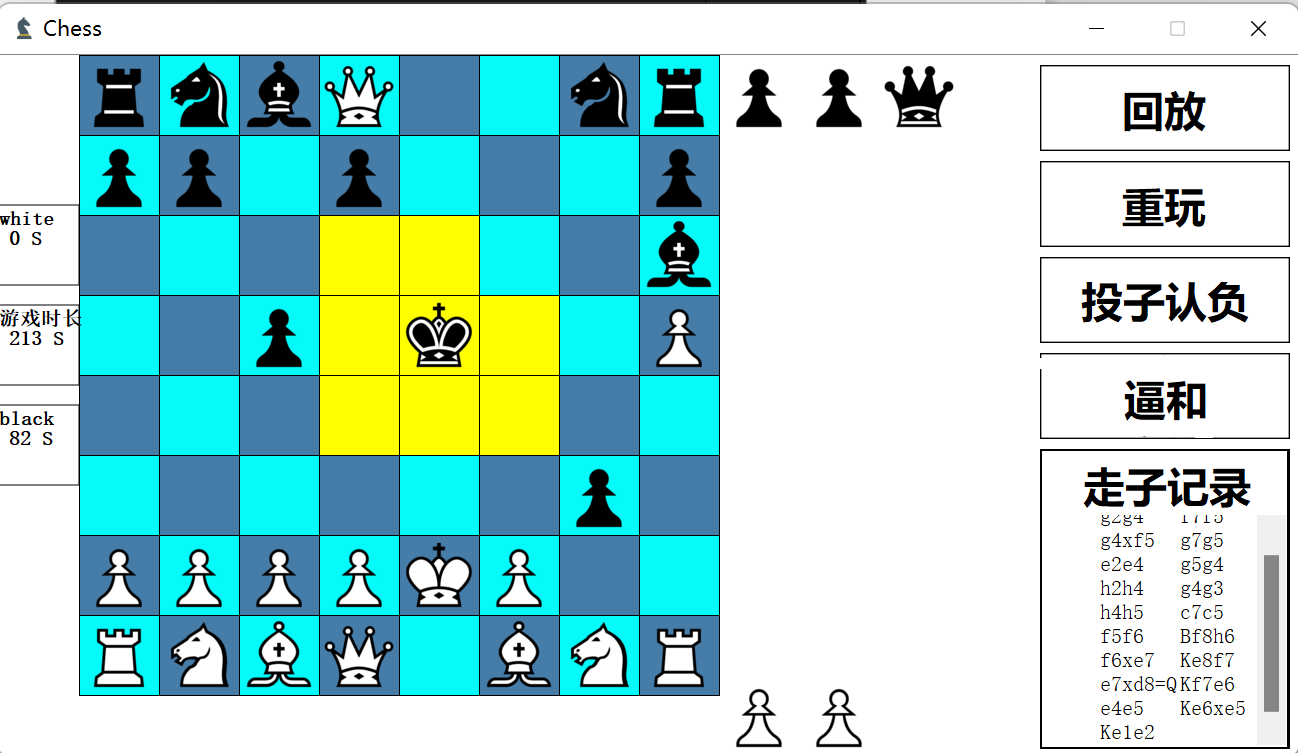 Chess
white
0 S
游戏时长
213 S
black
82 S
回放
重玩
投子认负
逼和
走子记录
g2g4 f7f5
g4xf5 g7g5
e2e4 g5g4
h2h4 g4g3
h4h5 c7c5
f5f6 Bf8h6
f6xe7 Ke8f7
e7xd8=Q Kf7e6
e4e5 Ke6xe5
Ke1e2